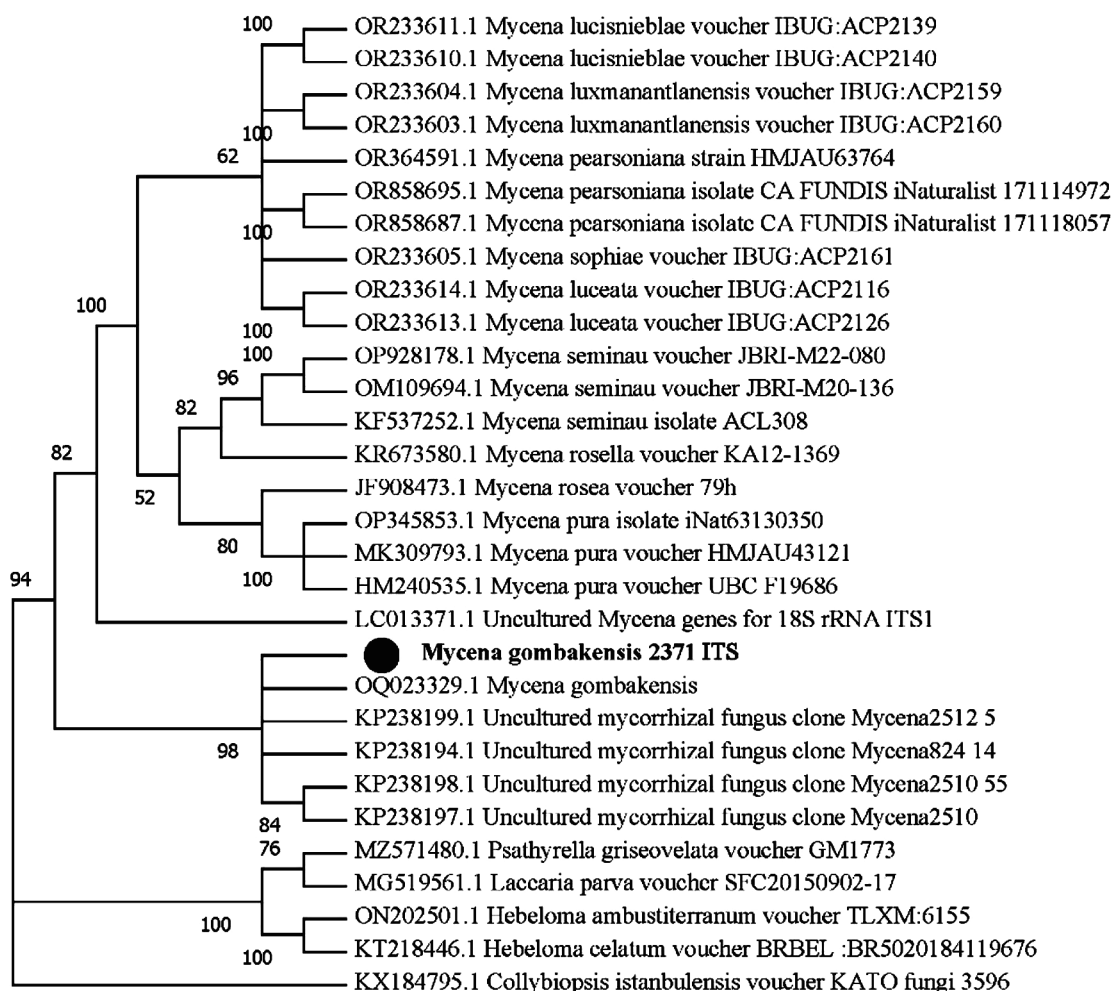 100
OR233611.1 Mycena lucisnieblae voucher IBUG:ACP2139
OR233610.1 Mycena lucisnieblae voucher IBUG:ACP2140
OR233604.1 Mycena luxmanantlanensis voucher IBUG:ACP2159
OR233603.1 Mycena luxmanantlanensis voucher IBUG:ACP2160
100
62
OR364591.1 Mycena pearsoniana strain HMJAU63764
OR858695.1 Mycena pearsoniana isolate CA FUNDIS iNaturalist 171114972
OR858687.1 Mycena pearsoniana isolate CA FUNDIS iNaturalist 171118057
100
OR233605.1 Mycena sophiae voucher IBUG:ACP2161
OR233614.1 Mycena luceata voucher IBUG:ACP2116
100
OR233613.1 Mycena luceata voucher IBUG:ACP2126
100
100
OP928178.1 Mycena seminau voucher JBRI-M22-080
96
OM109694.1 Mycena seminau voucher JBRI-M20-136
82
KF537252.1 Mycena seminau isolate ACL308
82
KR673580.1 Mycena rosella voucher KA12-1369
52
JF908473.1 Mycena rosea voucher 79h
OP345853.1 Mycena pura isolate iNat63130350
80
MK309793.1 Mycena pura voucher HMJAU43121
100
94
HM240535.1 Mycena pura voucher UBC F19686
LC013371.1 Uncultured Mycena genes for 18S rRNA ITS1
Mycena gombakensis 2371 ITS
OQ023329.1 Mycena gombakensis
KP238199.1 Uncultured mycorrhizal fungus clone Mycena2512 5
98
KP238194.1 Uncultured mycorrhizal fungus clone Mycena824 14
KP238198.1 Uncultured mycorrhizal fungus clone Mycena2510 55
KP238197.1 Uncultured mycorrhizal fungus clone Mycena2510
84
76
MZ571480.1 Psathyrella griseovelata voucher GM1773
MG519561.1 Laccaria parva voucher SFC20150902-17
100
ON202501.1 Hebeloma ambustiterranum voucher TLXM:6155
100
KT218446.1 Hebeloma celatum voucher BRBEL :BR5020184119676
KX184795.1 Collybiopsis istanbulensis voucher KATO fungi 3596